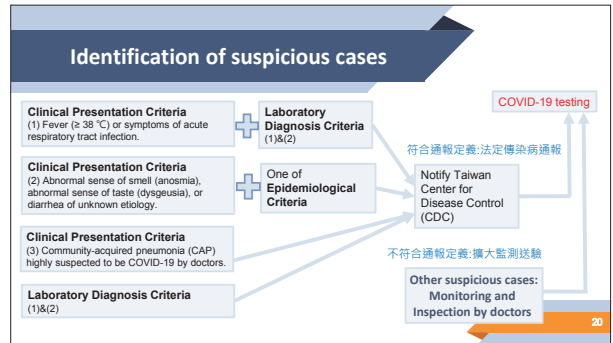 Identification of suspicious cases
COVID-19 testing
Clinical Presentation Criteria
(1) Fever (≥ 38 °C) or symptoms of acute
respiratory tract infection.
Laboratory
Diagnosis Criteria
(1)&(2)
符合通報定義:法定傳染病通報
Clinical Presentation Criteria
(2) Abnormal sense of smell (anosmia),
abnormal sense of taste (dysgeusia), or
diarrhea of unknown etiology.
One of
Epidemiological
Criteria
Notify Taiwan
Center for
Disease Control
(CDC)
Clinical Presentation Criteria
(3) Community-acquired pneumonia (CAP)
highly suspected to be COVID-19 by doctors.
不符合通報定義:擴大監測送驗
Laboratory Diagnosis Criteria
(1)&(2)
Other suspicious cases:
Monitoring and
Inspection by doctors
20